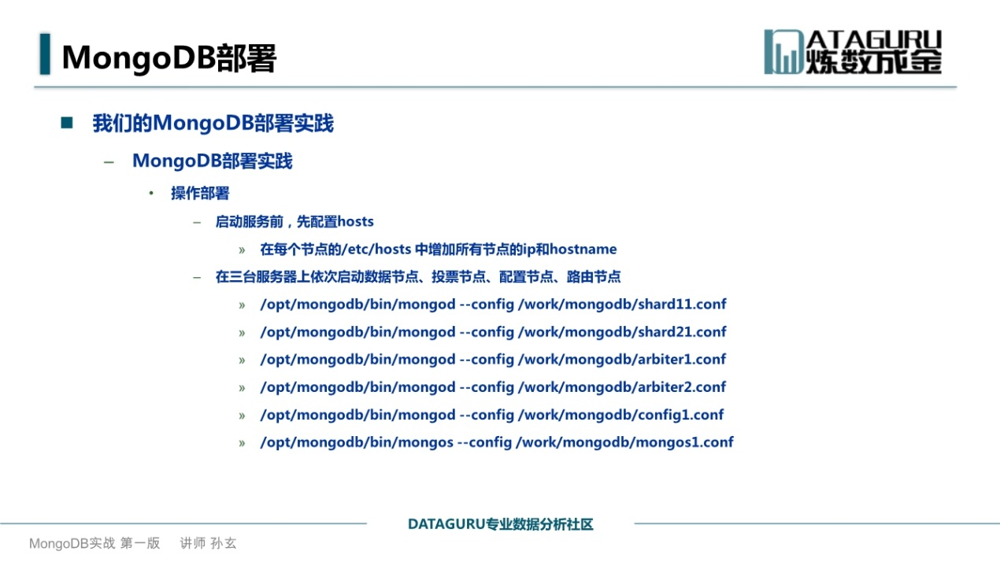 MongoDB部署
DATAGURU
炼数成金
■ 我们的MongoDB部署实践
– MongoDB部署实践
• 操作部署
– 启动服务前，先配置hosts
» 在每个节点的/etc/hosts 中增加所有节点的ip和hostname
– 在三台服务器上依次启动数据节点、投票节点、配置节点、路由节点
» /opt/mongodb/bin/mongod --config /work/mongodb/shard11.conf
» /opt/mongodb/bin/mongod --config /work/mongodb/shard21.conf
» /opt/mongodb/bin/mongod --config /work/mongodb/arbiter1.conf
» /opt/mongodb/bin/mongod --config /work/mongodb/arbiter2.conf
» /opt/mongodb/bin/mongod --config /work/mongodb/config1.conf
» /opt/mongodb/bin/mongos --config /work/mongodb/mongos1.conf
DATAGURU专业数据分析社区
MongoDB实战 第一版 讲师 孙玄